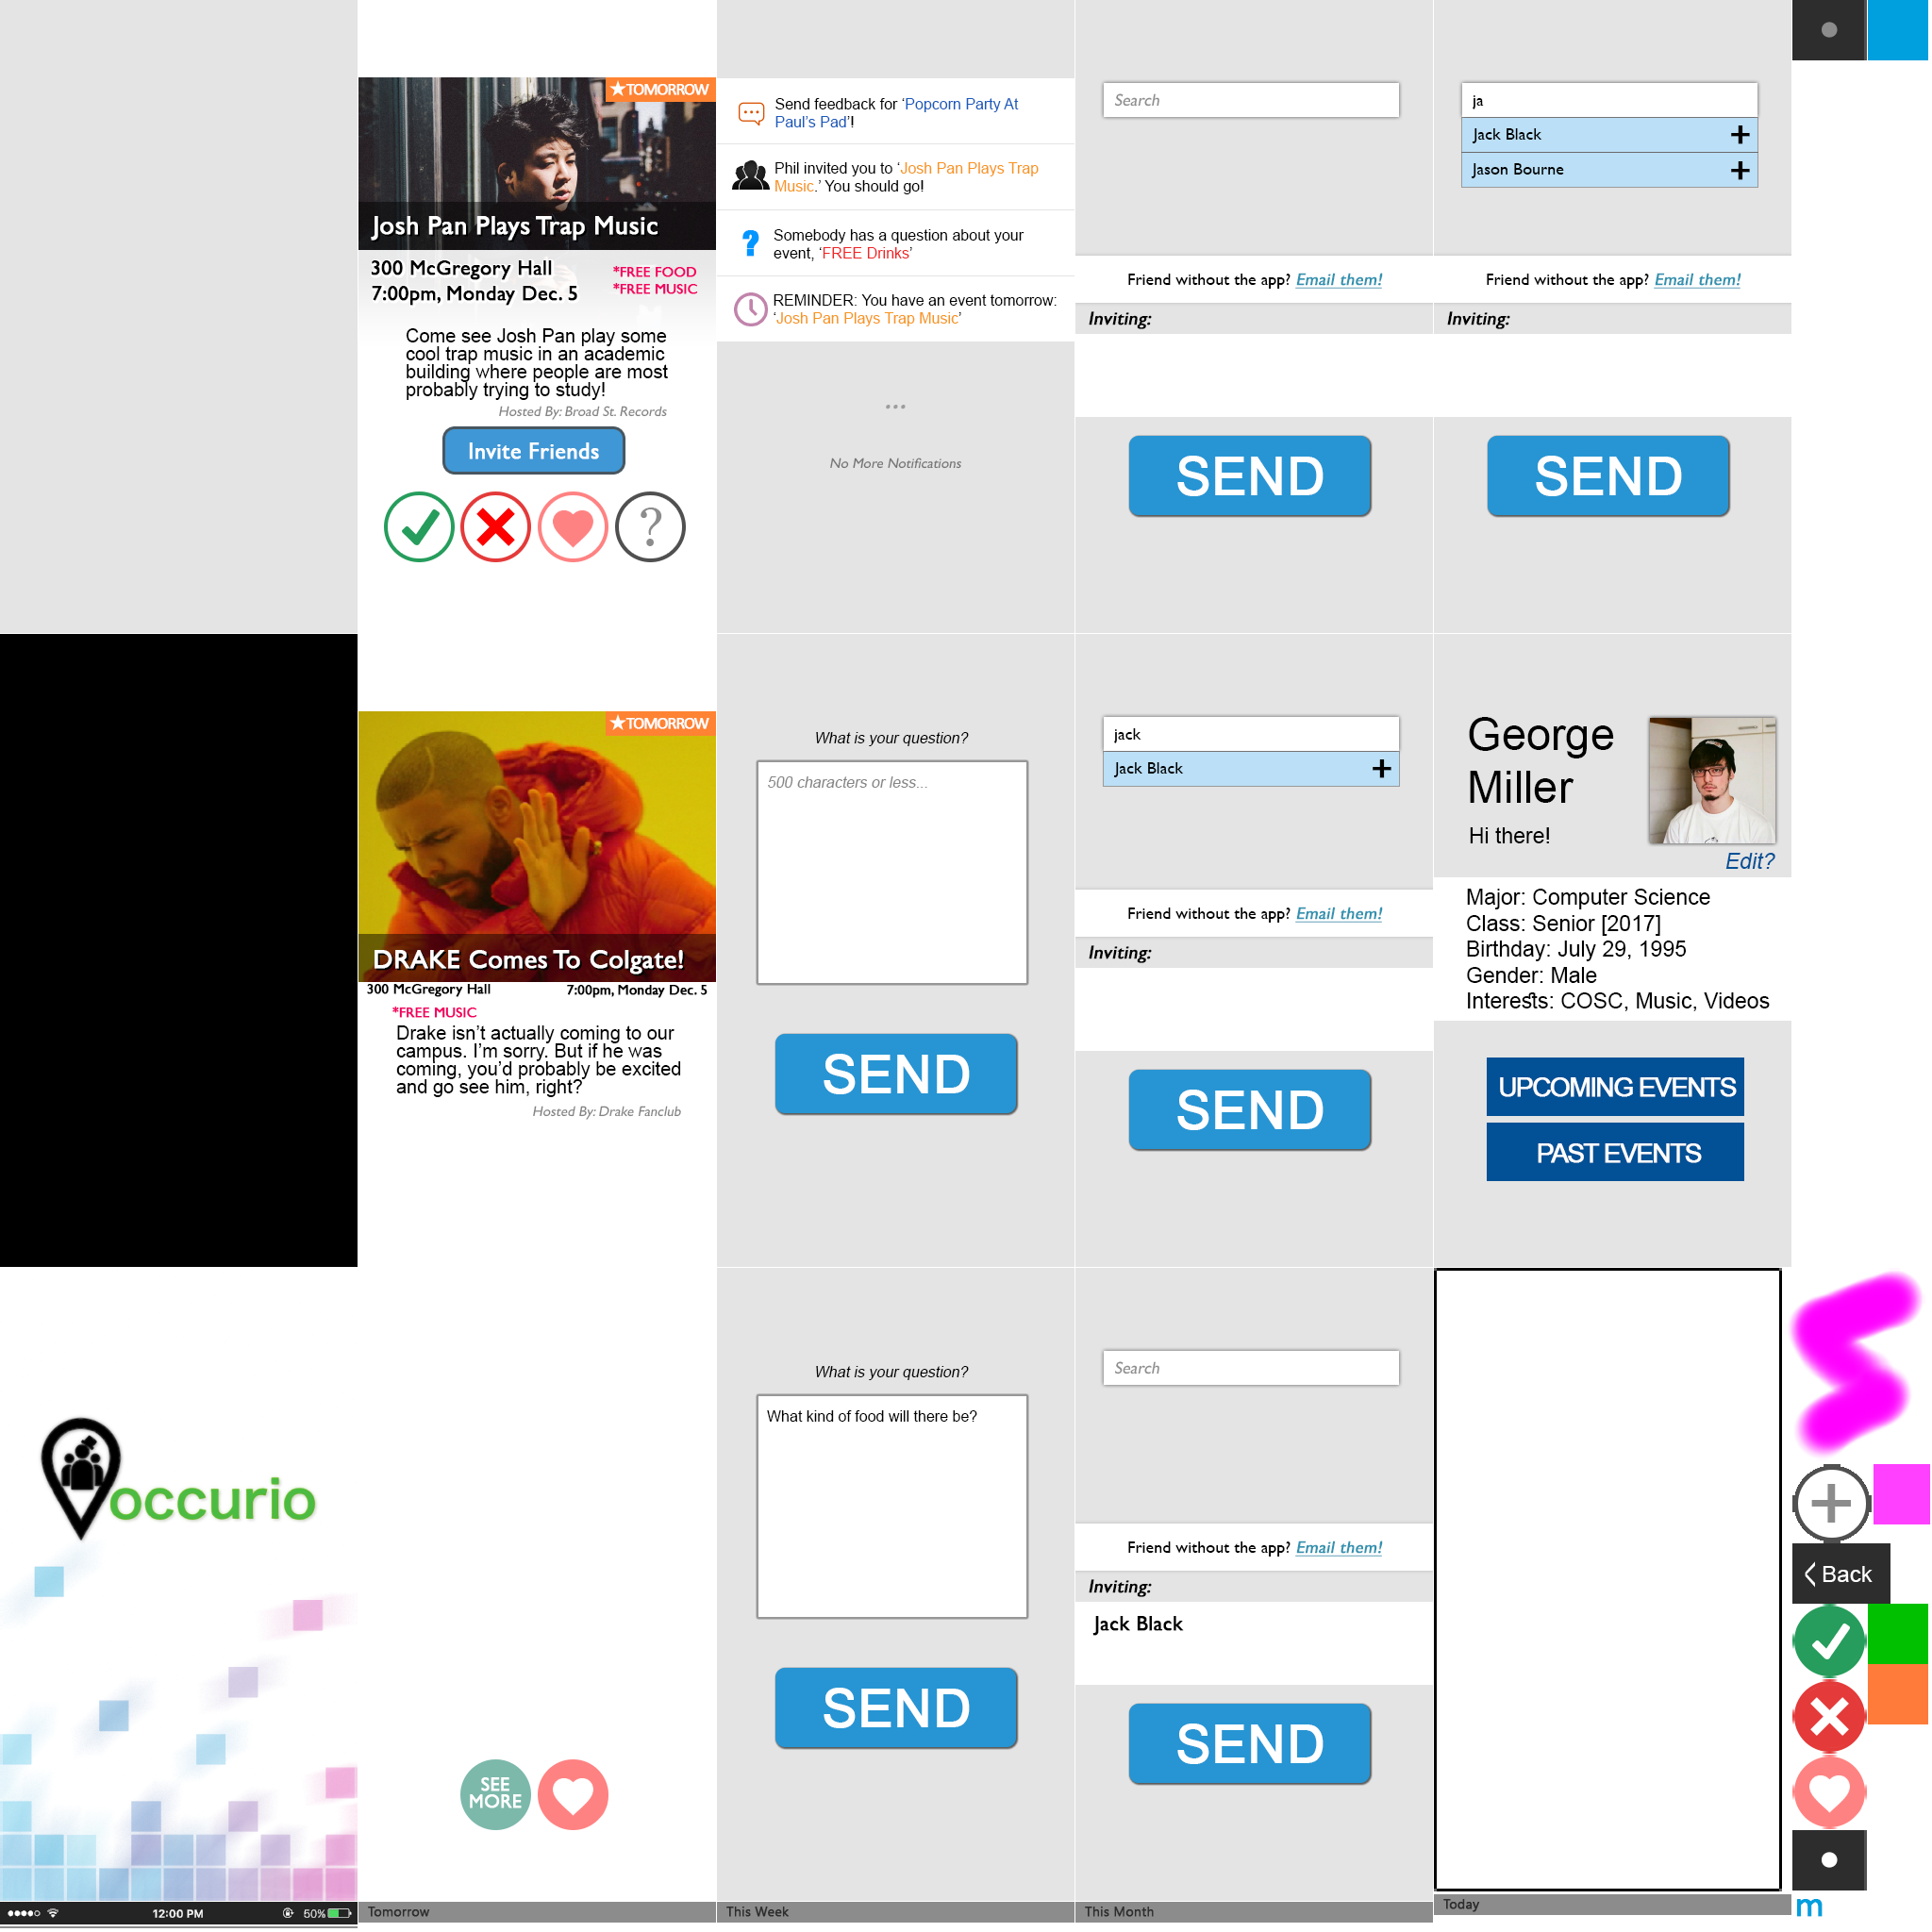 ★TOMORROW
Josh Pan Plays Trap Music
300 McGregory Hall
7:00pm, Monday Dec. 5
*FREE FOOD
*FREE MUSIC
Come see Josh Pan play some
cool trap music in an academic
building where people are most
probably trying to study!
Hosted By: Broad St. Records
Invite Friends
?
Send feedback for ‘Popcorn Party At
Paul’s Pad’!
Phil invited you to ‘Josh Pan Plays Trap
Music.’ You should go!
?
Somebody has a question about your
event, ‘FREE Drinks’
REMINDER: You have an event tomorrow:
‘Josh Pan Plays Trap Music’
...
No More Notifications
Search
Friend without the app? Email them!
Inviting:
SEND
ja
Jack Black +
Jason Bourne +
Friend without the app? Email them!
Inviting:
SEND
★TOMORROW
DRAKE Comes To Colgate!
300 McGregory Hall 7:00pm, Monday Dec. 5
*FREE MUSIC
Drake isn’t actually coming to our
campus. I’m sorry. But if he was
coming, you’d probably be excited
and go see him, right?
Hosted By: Drake Fanclub
What is your question?
500 characters or less...
SEND
jack
Jack Black +
Friend without the app? Email them!
Inviting:
SEND
George
Miller
Hi there!
Edit?
Major: Computer Science
Class: Senior [2017]
Birthday: July 29, 1995
Gender: Male
Interests: COSC, Music, Videos
UPCOMING EVENTS
PAST EVENTS
occurio
12:00 PM 50%
SEE
MORE
Tomorrow
What is your question?
What kind of food will there be?
SEND
This Week
Search
Friend without the app? Email them!
Inviting:
Jack Black
SEND
This Month
Today
+
Back
m